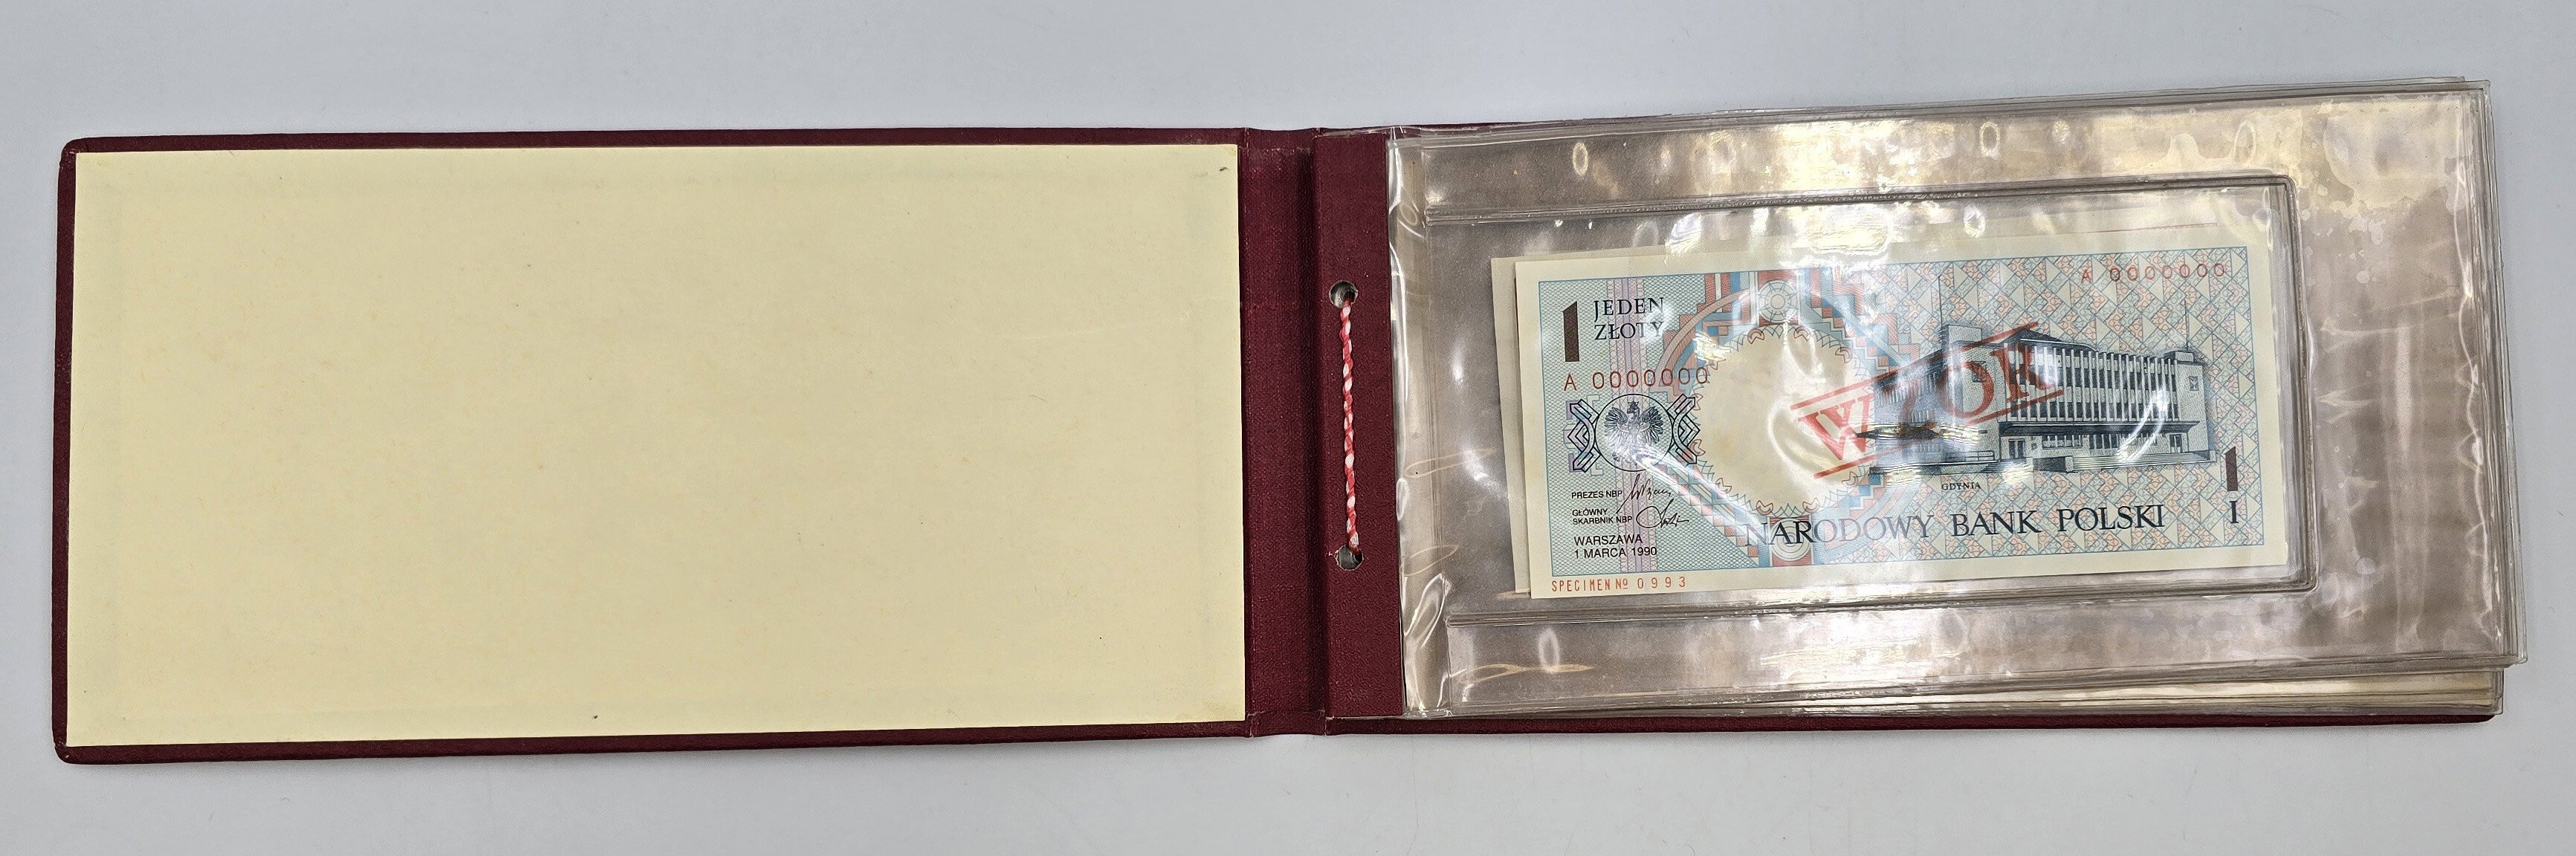 A 0000000
1 JEDEN
ZŁOTY
A 0000000
WZÓR
PREZES NBP
GŁÓWNY
SKARBNIK NBP
WARSZAWA
1 MARCA 1990
GDYNIA
1
NARODOWY BANK POLSKI I
SPECIMEN Nº 0993